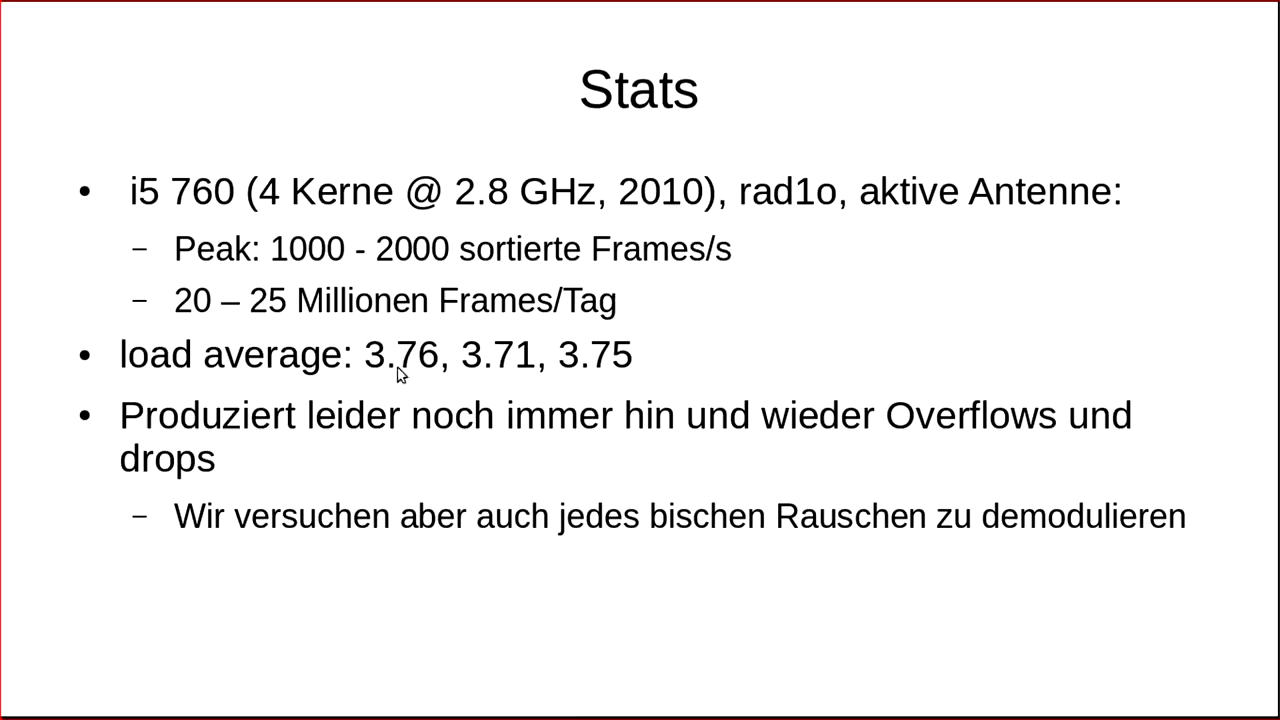 Stats
• i5 760 (4 Kerne @ 2.8 GHz, 2010), rad1o, aktive Antenne:
– Peak: 1000 - 2000 sortierte Frames/s
– 20 – 25 Millionen Frames/Tag
• load average: 3.76, 3.71, 3.75
• Produziert leider noch immer hin und wieder Overflows und
drops
– Wir versuchen aber auch jedes bischen Rauschen zu demodulieren